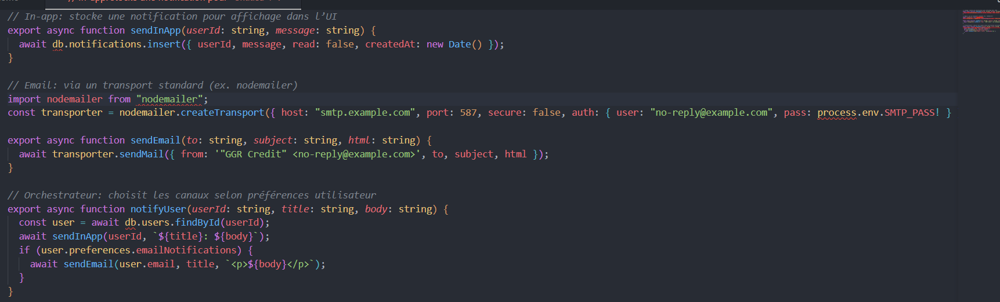 // In-app: stocke une notification pour affichage dans l’UI
export async function sendInApp(userId: string, message: string) {
  await db.notifications.insert({ userId, message, read: false, createdAt: new Date() });
}

// Email: via un transport standard (ex. nodemailer)
import nodemailer from "nodemailer";
const transporter = nodemailer.createTransport({ host: "smtp.example.com", port: 587, secure: false, auth: { user: "no-reply@example.com", pass: process.env.SMTP_PASS! }

export async function sendEmail(to: string, subject: string, html: string) {
  await transporter.sendMail({ from: '"GGR Credit" <no-reply@example.com>', to, subject, html });
}

// Orchestrateur: choisit les canaux selon préférences utilisateur
export async function notifyUser(userId: string, title: string, body: string) {
  const user = await db.users.findById(userId);
  await sendInApp(userId, `${title}: ${body}`);
  if (user.preferences.emailNotifications) {
    await sendEmail(user.email, title, `<p>${body}</p>`);
  }
}